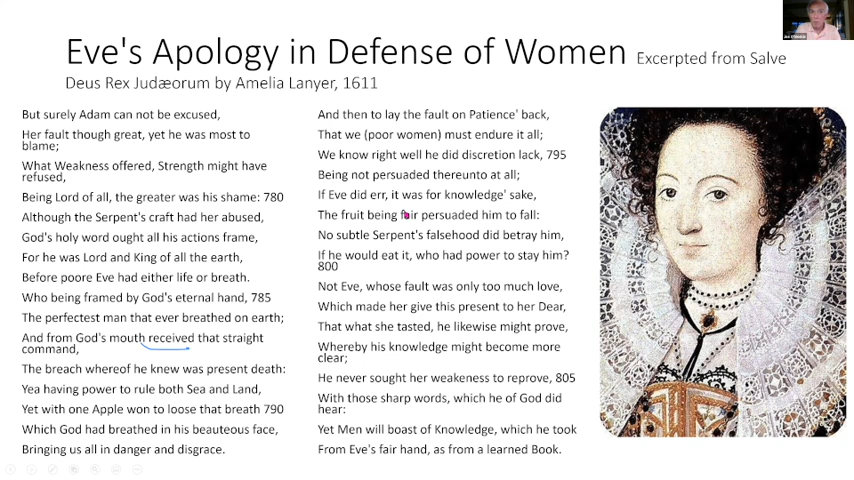 Eve's Apology in Defense of Women Excerpted from Salve
Deus Rex Judæorum by Amelia Lanyer, 1611
But surely Adam can not be excused,
Her fault though great, yet he was most to
blame;
What Weakness offered, Strength might have
refused,
Being Lord of all, the greater was his shame: 780
Although the Serpent's craft had her abused,
God's holy word ought all his actions frame,
For he was Lord and King of all the earth,
Before poore Eve had either life or breath.
Who being framed by God's eternal hand, 785
The perfectest man that ever breathed on earth;
And from God's mouth received that straight
command,
The breach whereof he knew was present death:
Yea having power to rule both Sea and Land,
Yet with one Apple won to loose that breath 790
Which God had breathed in his beauteous face,
Bringing us all in danger and disgrace.
And then to lay the fault on Patience' back,
That we (poor women) must endure it all;
We know right well he did discretion lack, 795
Being not persuaded thereunto at all;
If Eve did err, it was for knowledge' sake,
The fruit being fair persuaded him to fall:
No subtle Serpent's falsehood did betray him,
If he would eat it, who had power to stay him?
800
Not Eve, whose fault was only too much love,
Which made her give this present to her Dear,
That what she tasted, he likewise might prove,
Whereby his knowledge might become more
clear;
He never sought her weakeness to reprove, 805
With those sharp words, which he of God did
hear:
Yet Men will boast of Knowledge, which he took
From Eve's fair hand, as from a learned Book.